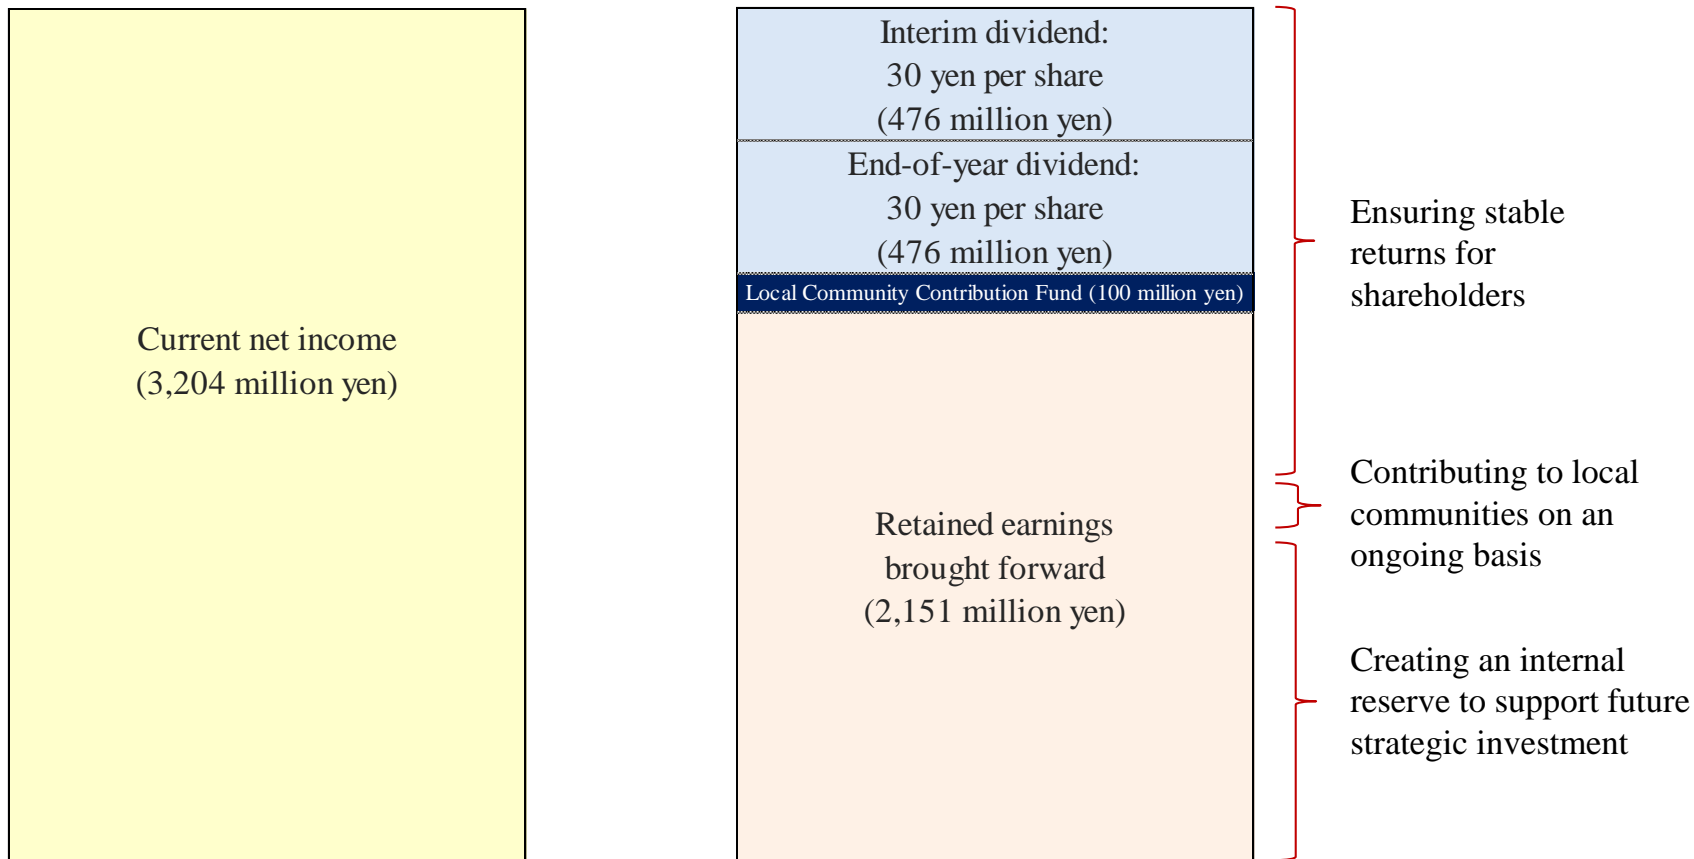 Current net income
(3,204 million yen)
Interim dividend:
30 yen per share
(476 million yen)
End-of-year dividend:
30 yen per share
(476 million yen)
Local Community Contribution Fund (100 million yen)
Retained earnings
brought forward
(2,151 million yen)
Ensuring stable
returns for
shareholders
Contributing to local
communities on an
ongoing basis
Creating an internal
reserve to support future
strategic investment